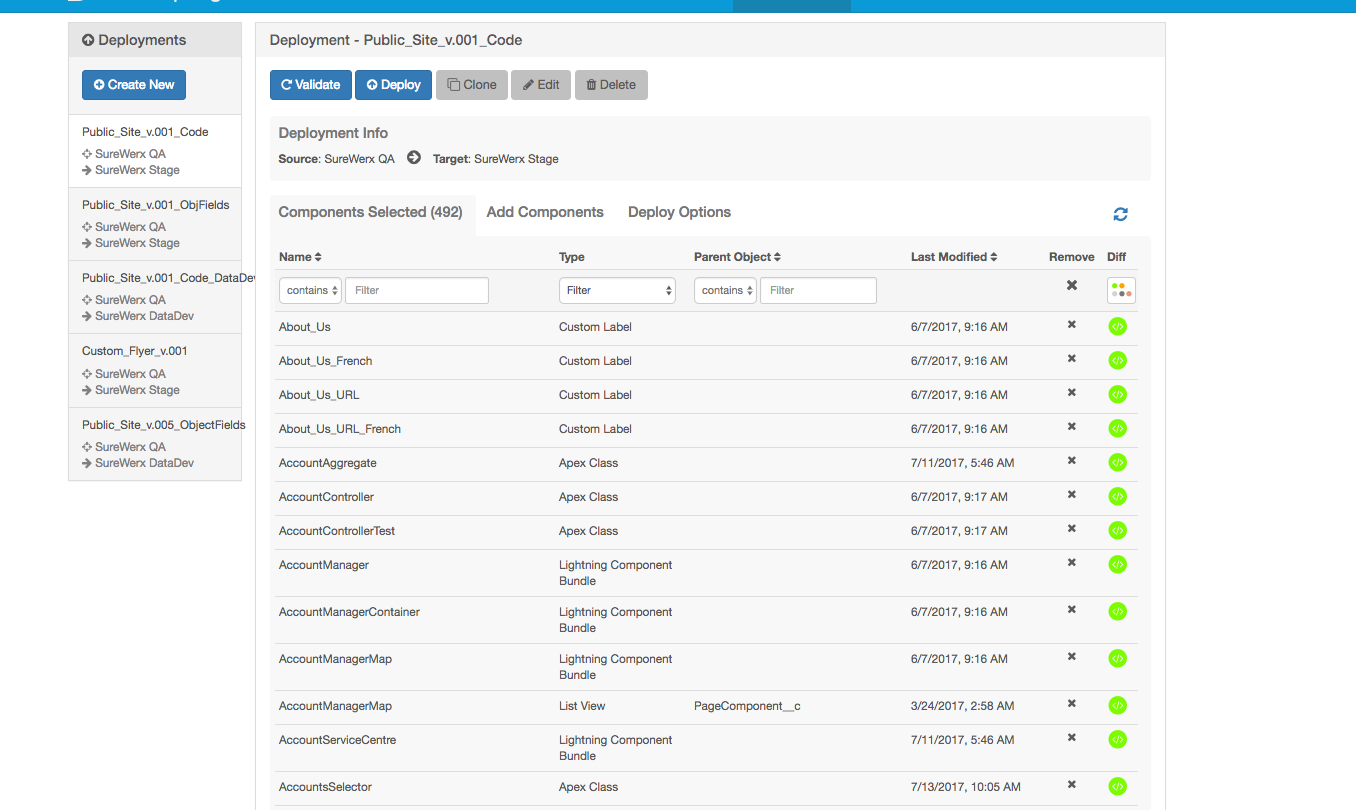 Deployments
Create New
Public_Site_v.001_Code
SureWerx QA
SureWerx Stage
Public_Site_v.001_ObjFields
SureWerx QA
SureWerx Stage
Public_Site_v.001_Code_DataDev
SureWerx QA
SureWerx DataDev
Custom_Flyer_v.001
SureWerx QA
SureWerx Stage
Public_Site_v.005_ObjectFields
SureWerx QA
SureWerx DataDev
Deployment - Public_Site_v.001_Code
Validate Deploy Clone Edit Delete
Deployment Info
Source: SureWerx QA Target: SureWerx Stage
Components Selected (492) Add Components Deploy Options
Name Type Parent Object Last Modified Remove Diff
contains Filter Filter contains Filter
About_Us Custom Label 6/7/2017, 9:16 AM
About_Us_French Custom Label 6/7/2017, 9:16 AM
About_Us_URL Custom Label 6/7/2017, 9:16 AM
About_Us_URL_French Custom Label 6/7/2017, 9:16 AM
AccountAggregate Apex Class 7/11/2017, 5:46 AM
AccountController Apex Class 6/7/2017, 9:17 AM
AccountControllerTest Apex Class 6/7/2017, 9:17 AM
AccountManager Lightning Component 6/7/2017, 9:16 AM
Bundle
AccountManagerContainer Lightning Component 6/7/2017, 9:16 AM
Bundle
AccountManagerMap Lightning Component 6/7/2017, 9:16 AM
Bundle
AccountManagerMap List View PageComponent__c 3/24/2017, 2:58 AM
AccountServiceCentre Lightning Component 7/11/2017, 5:46 AM
Bundle
AccountsSelector Apex Class 7/13/2017, 10:05 AM